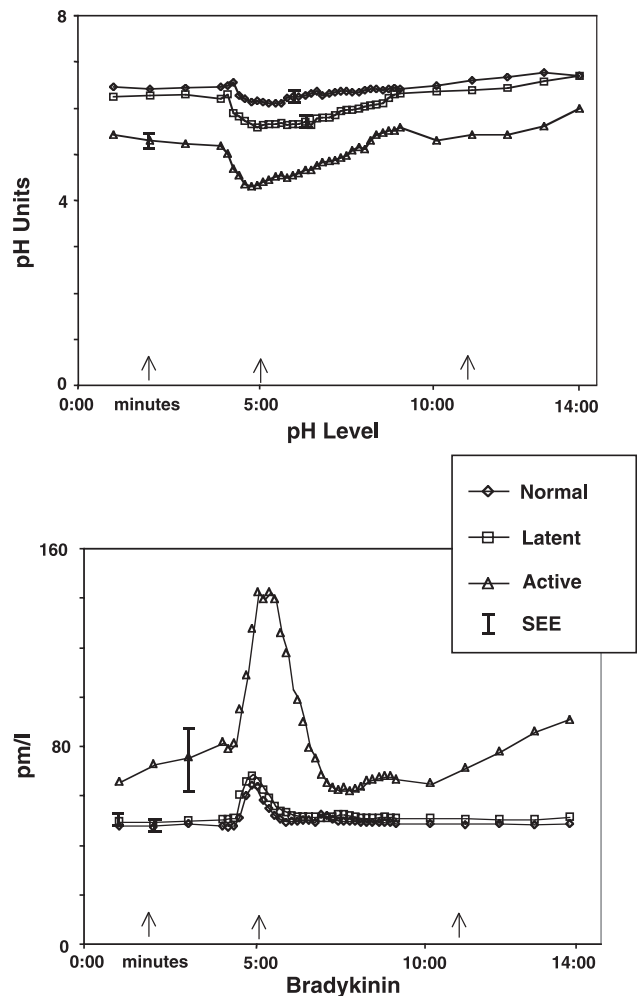 8
pH Units
4
0
0:00 minutes 5:00 10:00 14:00
pH Level
Normal
Latent
Active
SEE
160
pm/l
80
0
0:00 minutes 5:00 10:00 14:00
Bradykinin